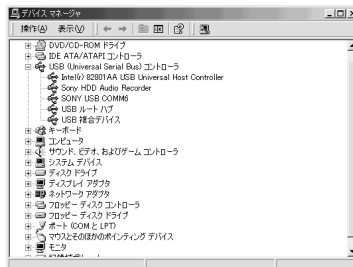 デバイス マネージャ
操作(A) 表示(V)
DVD/CD-ROM ドライブ
IDE ATA/ATAPI コントローラ
USB (Universal Serial Bus) コントローラ
Intel(r) 82801AA USB Universal Host Controller
Sony HDD Audio Recorder
SONY USB COMM6
USB ルート ハブ
USB 複合デバイス
キーボード
コンピュータ
サウンド、ビデオ、およびゲーム コントローラ
システム デバイス
ディスク ドライブ
ディスプレイ アダプタ
ネットワーク アダプタ
フロッピー ディスク コントローラ
フロッピー ディスク ドライブ
ポート (COM と LPT)
マウスとそのほかのポインティング デバイス
モニタ